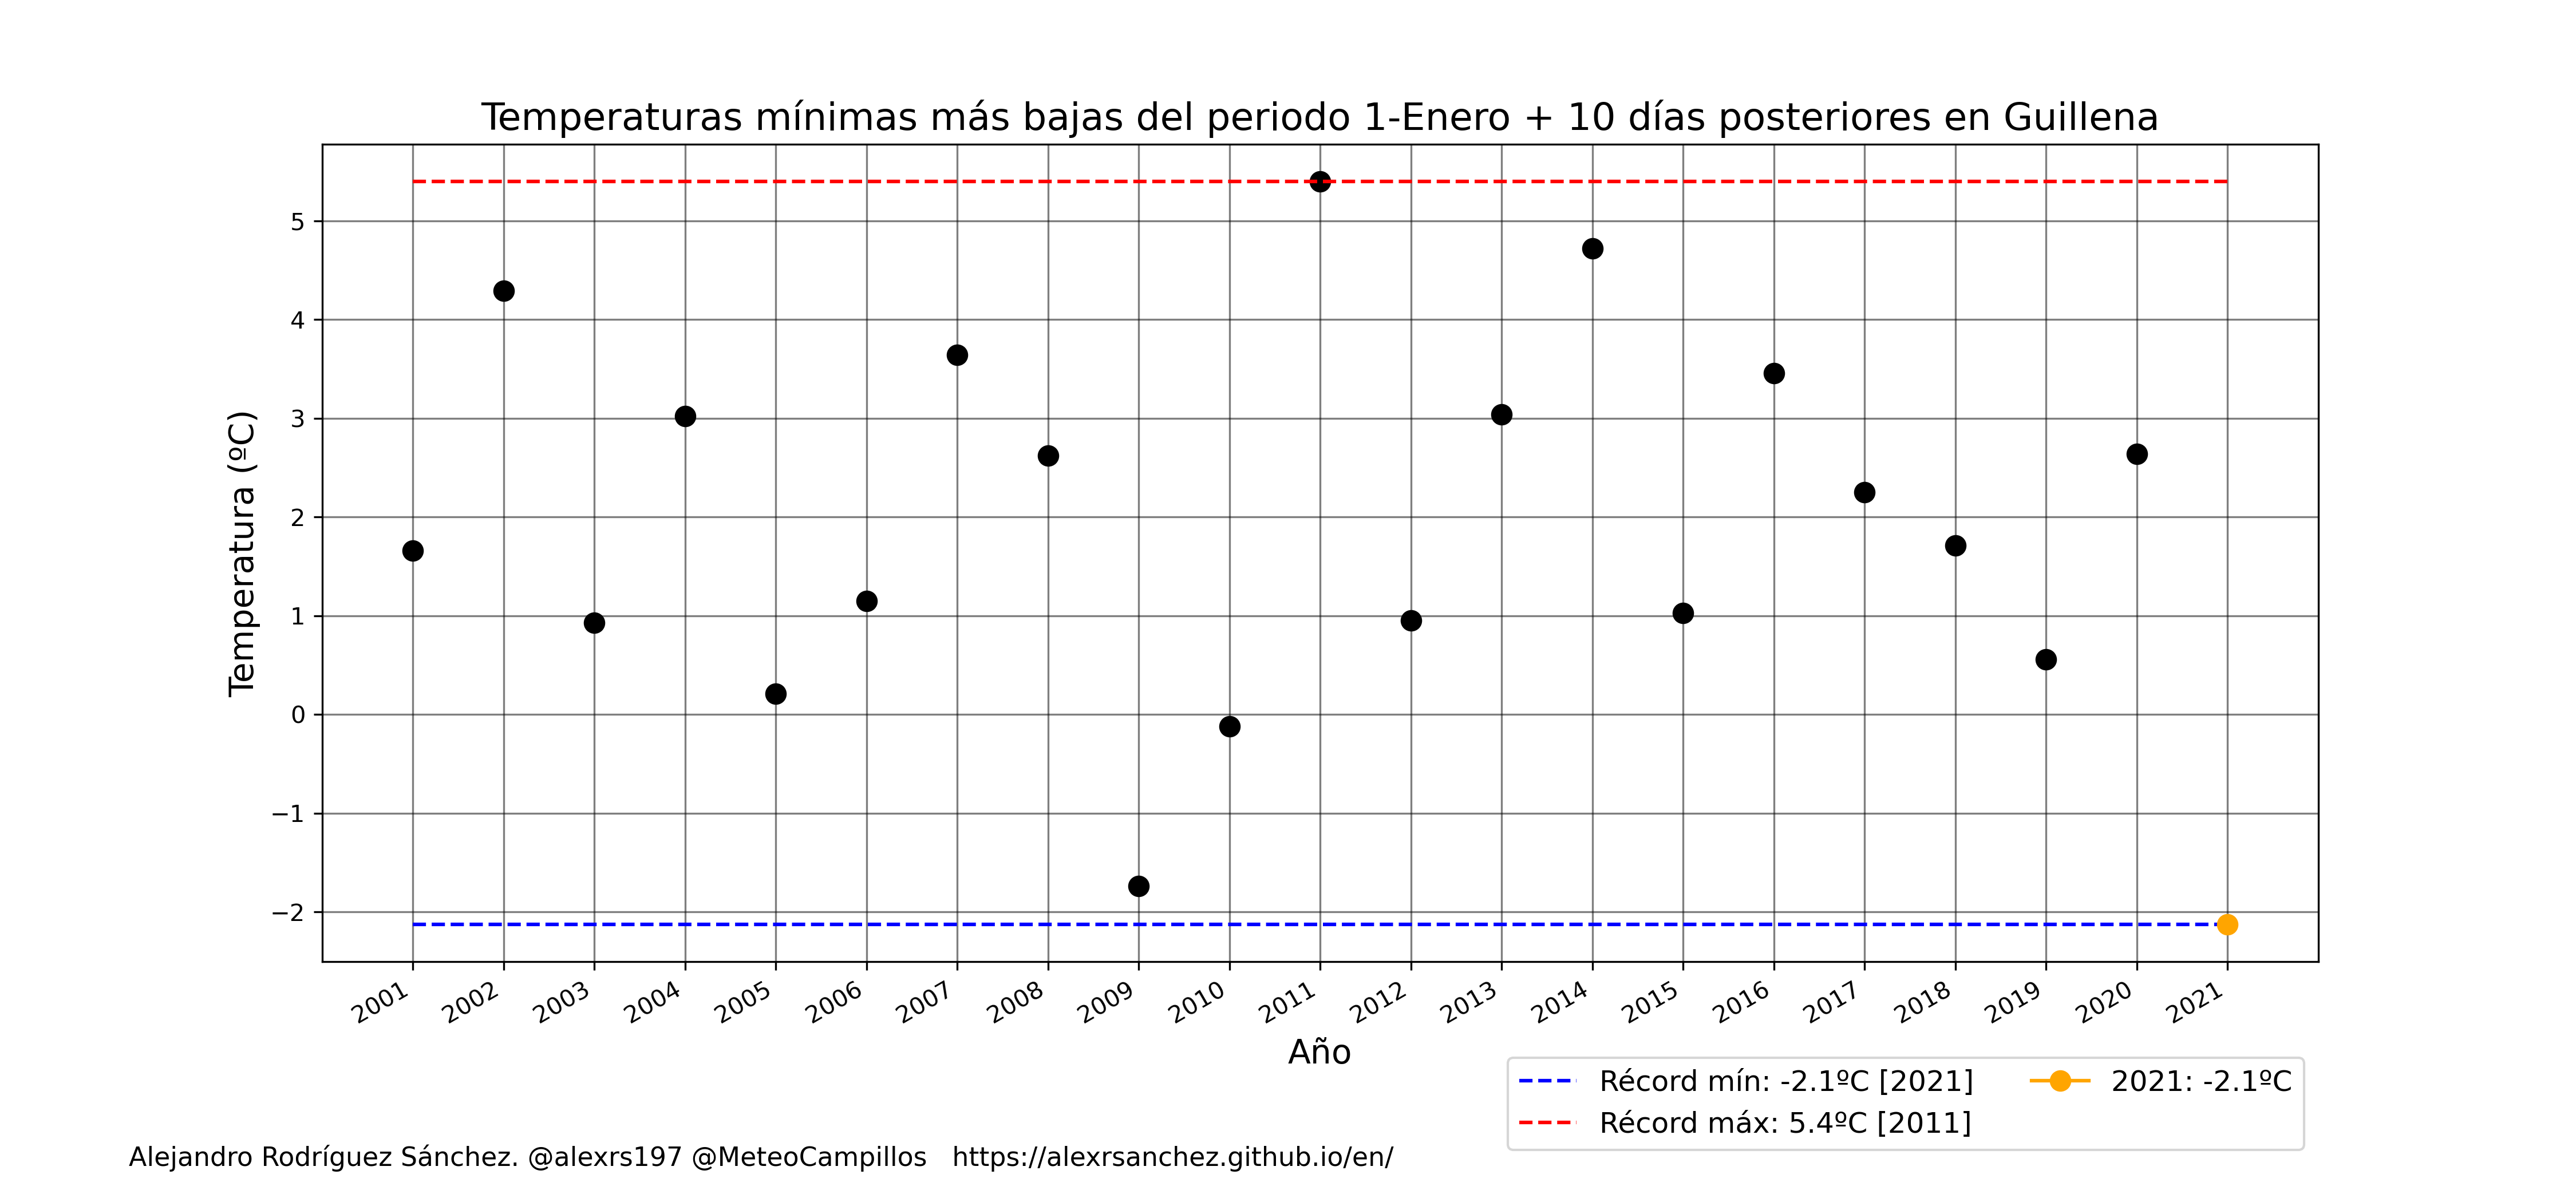 Temperaturas mínimas más bajas del periodo 1-Enero + 10 días posteriores en Guillena
Temperatura (ºC)
5
4
3
2
1
0
−1
−2
2001 2002 2003 2004 2005 2006 2007 2008 2009 2010 2011 2012 2013 2014 2015 2016 2017 2018 2019 2020 2021
Año
Récord mín: -2.1ºC [2021]
Récord máx: 5.4ºC [2011]
2021: -2.1ºC
Alejandro Rodríguez Sánchez. @alexrs197 @MeteoCampillos https://alexrsanchez.github.io/en/